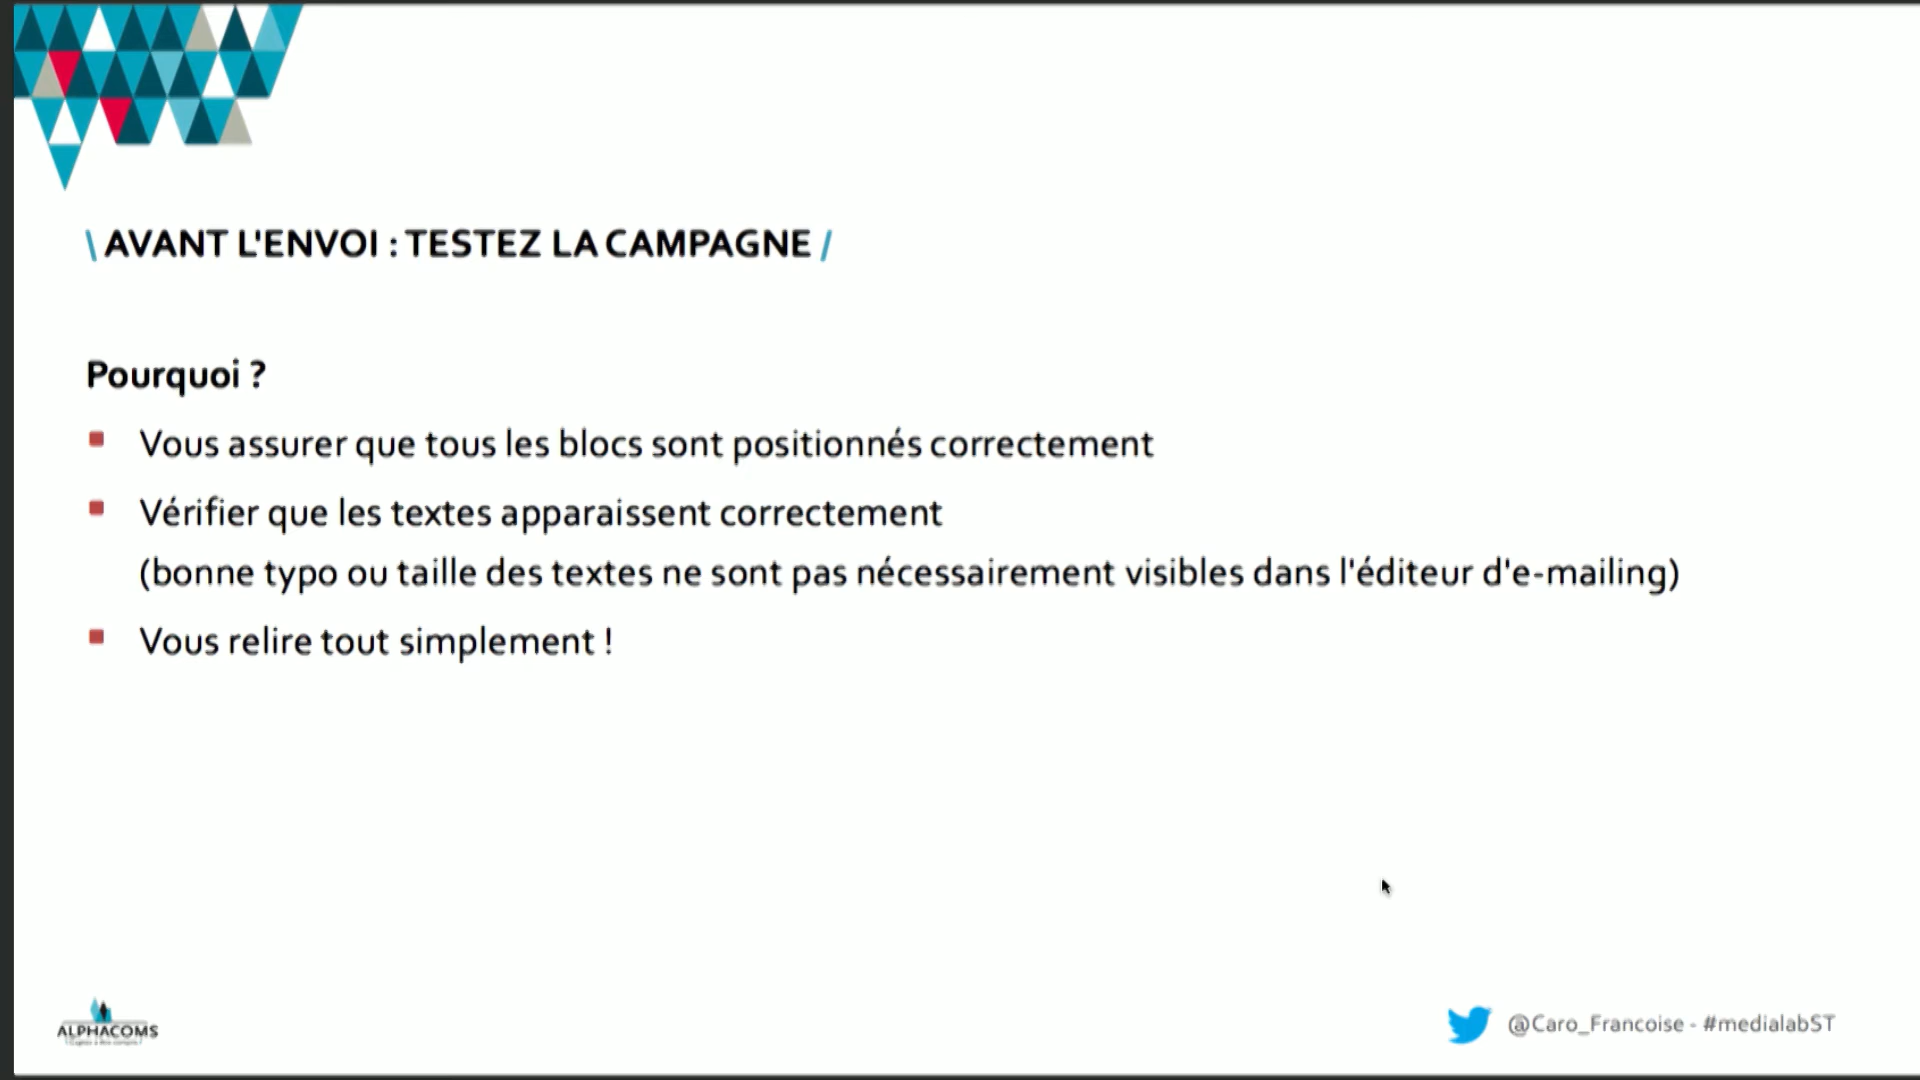 \ AVANT L'ENVOI : TESTEZ LA CAMPAGNE /
Pourquoi ?
Vous assurer que tous les blocs sont positionnés correctement
Vérifier que les textes apparaissent correctement
(bonne typo ou taille des textes ne sont pas nécessairement visibles dans l'éditeur d'e-mailing)
Vous relire tout simplement !
ALPHACOMS
@Caro_Francoise - #medialabST